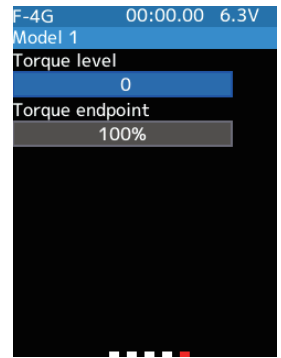 F-4G 00:00.00 6.3V
Model 1
Torque level
0
Torque endpoint
100%